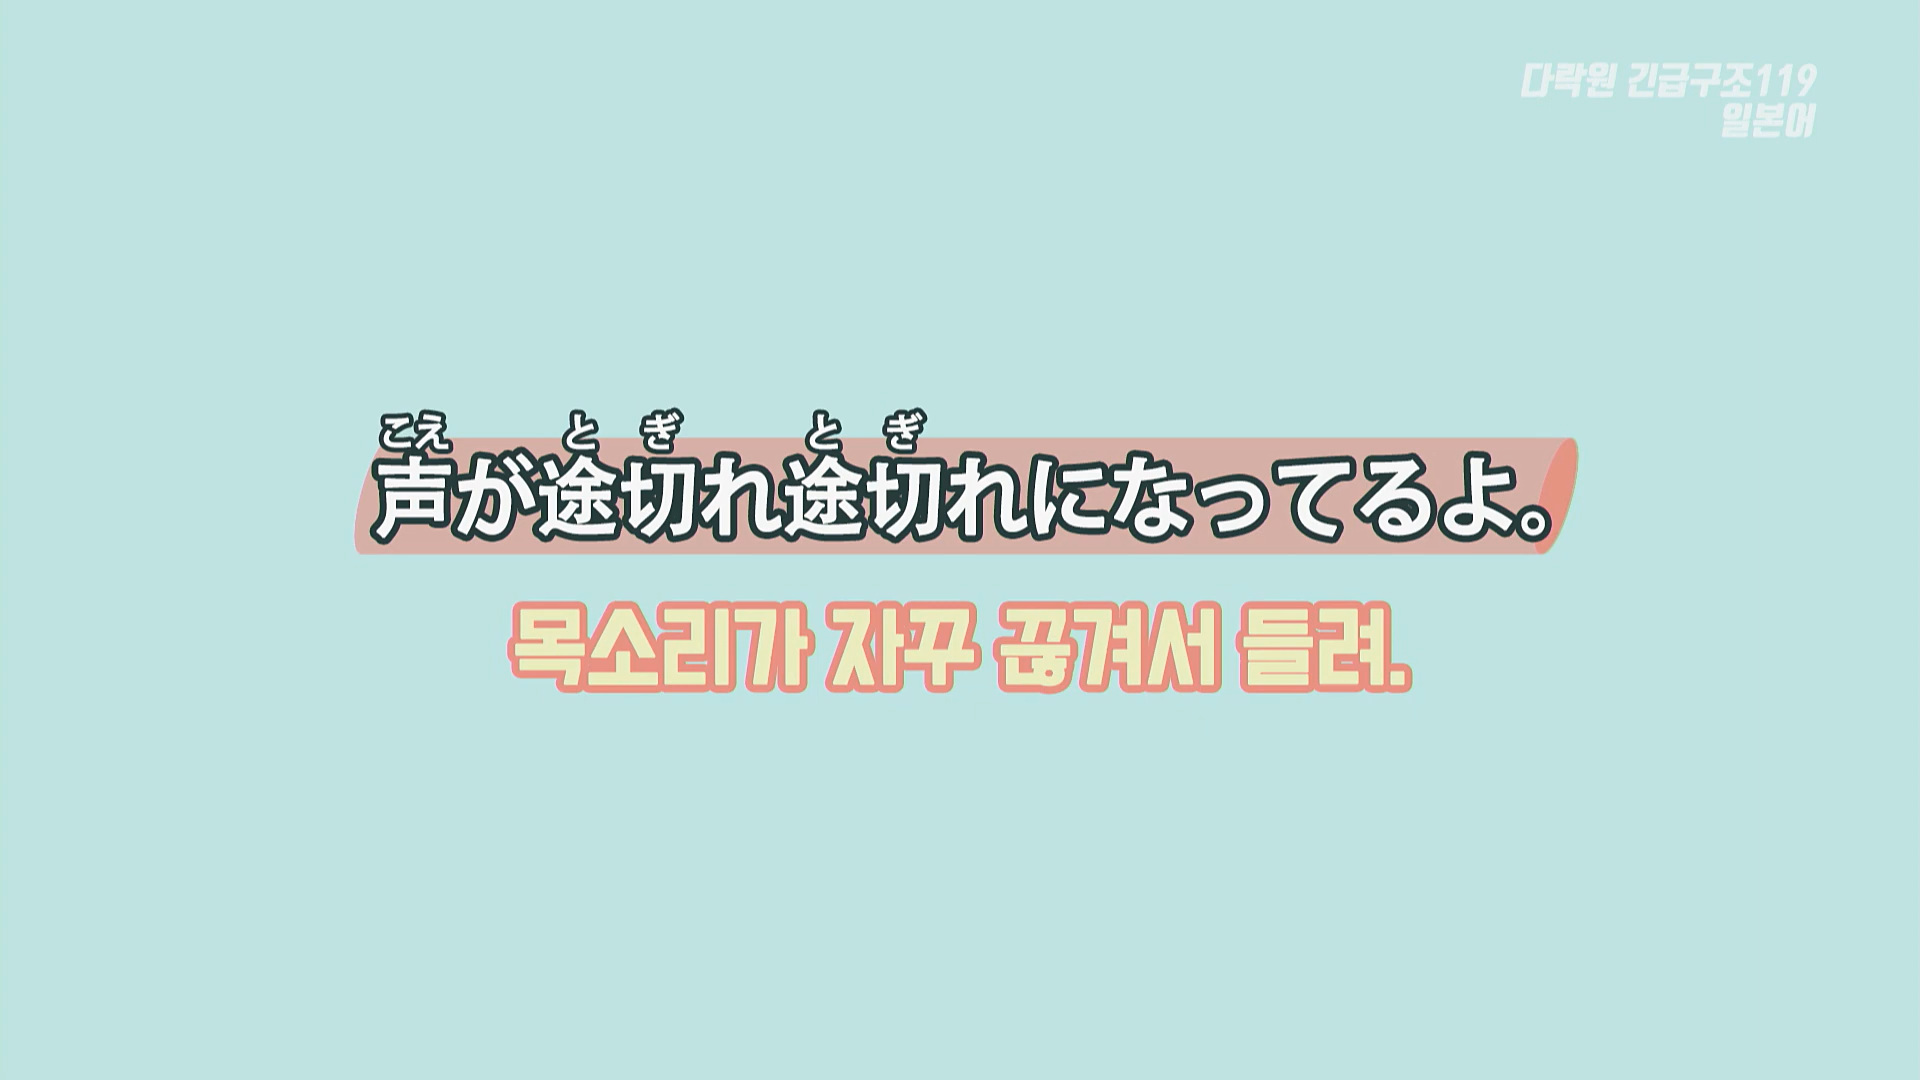 다락원 긴급구조119
일본어
こえ と ぎ と ぎ
声が途切れ途切れになってるよ。
목소리가 자꾸 끊겨서 들려.